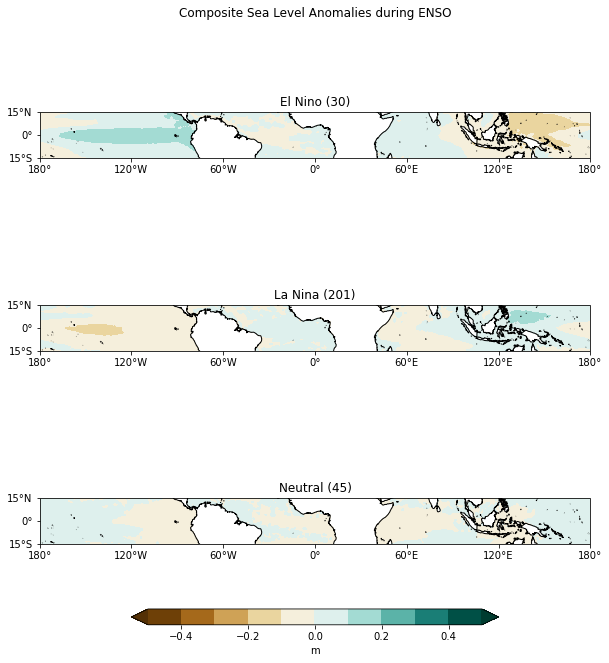 Composite Sea Level Anomalies during ENSO
El Nino (30)
15°N
0°
15°S
180° 120°W 60°W 0° 60°E 120°E 180°
La Nina (201)
15°N
0°
15°S
180° 120°W 60°W 0° 60°E 120°E 180°
Neutral (45)
15°N
0°
15°S
180° 120°W 60°W 0° 60°E 120°E 180°
−0.4 −0.2 0.0 0.2 0.4
m